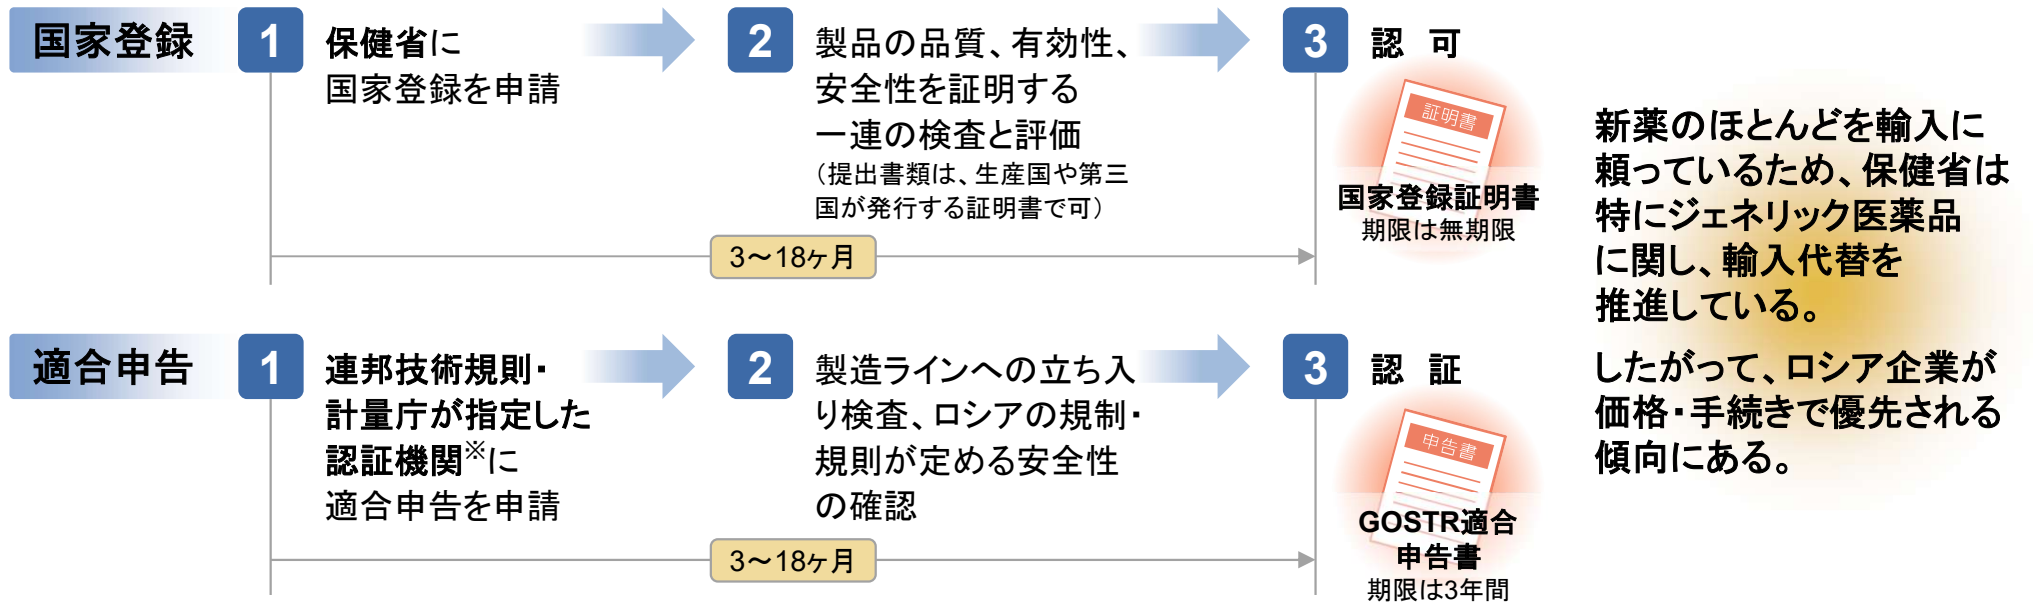 国家登録
1
保健省に
国家登録を申請
2
製品の品質、有効性、
安全性を証明する
一連の検査と評価
（提出書類は、生産国や第三
国が発行する証明書で可）
3
認　可
証明書
国家登録証明書
期限は無期限
3～18ヶ月
適合申告
1
連邦技術規則・
計量庁が指定した
認証機関※に
適合申告を申請
2
製造ラインへの立ち入
り検査、ロシアの規制・
規則が定める安全性
の確認
3
認　証
申告書
GOSTR適合
申告書
期限は3年間
3～18ヶ月
新薬のほとんどを輸入に
頼っているため、保健省は
特にジェネリック医薬品
に関し、輸入代替を
推進している。
したがって、ロシア企業が
価格・手続きで優先される
傾向にある。